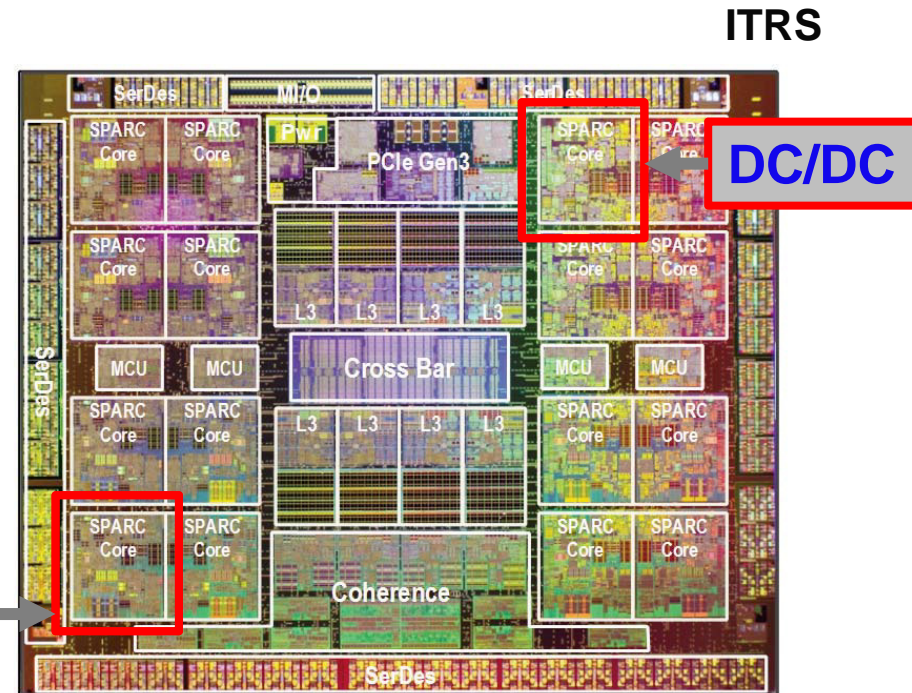 ITRS
SerDes
MI/O
SerDes
SPARC
Core
SPARC
Core
Pwr
PCIe Gen3
SPARC
Core
SPARC
Core
DC/DC
SPARC
Core
SPARC
Core
SPARC
Core
SPARC
Core
L3
L3
L3
L3
SerDes
MCU
MCU
Cross Bar
MCU
MCU
SPARC
Core
SPARC
Core
L3
L3
L3
L3
SPARC
Core
SPARC
Core
SPARC
Core
SPARC
Core
SPARC
Core
SPARC
Core
Coherence
SerDes